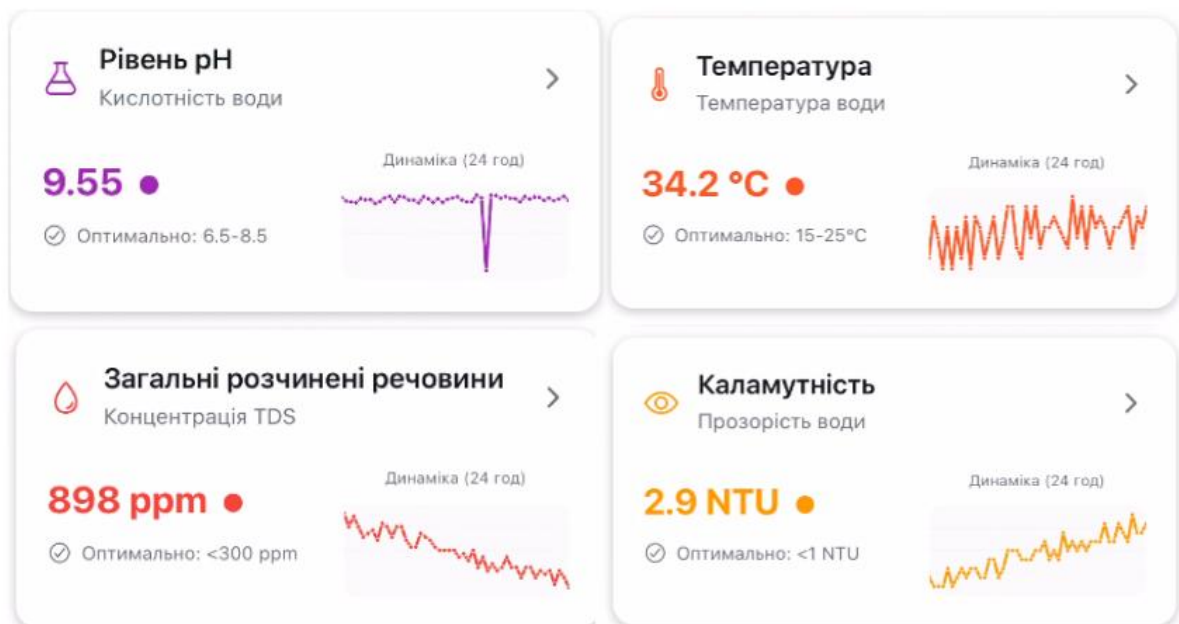 Рівень pH
Кислотність води
9.55
Динаміка (24 год)
Оптимально: 6.5-8.5
Температура
Температура води
34.2 °C
Динаміка (24 год)
Оптимально: 15-25°C
Загальні розчинені речовини
Концентрація TDS
898 ppm
Динаміка (24 год)
Оптимально: <300 ppm
Каламутність
Прозорість води
2.9 NTU
Динаміка (24 год)
Оптимально: <1 NTU